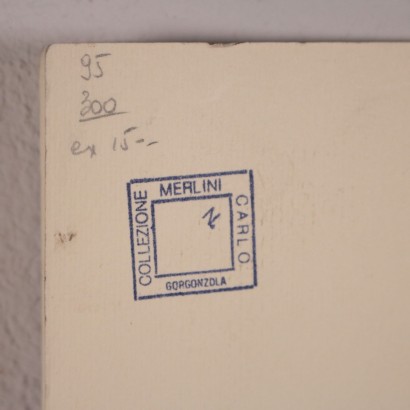 95
300
ex 15--
COLLEZIONE
MERLINI
CARLO
GORGONZOLA